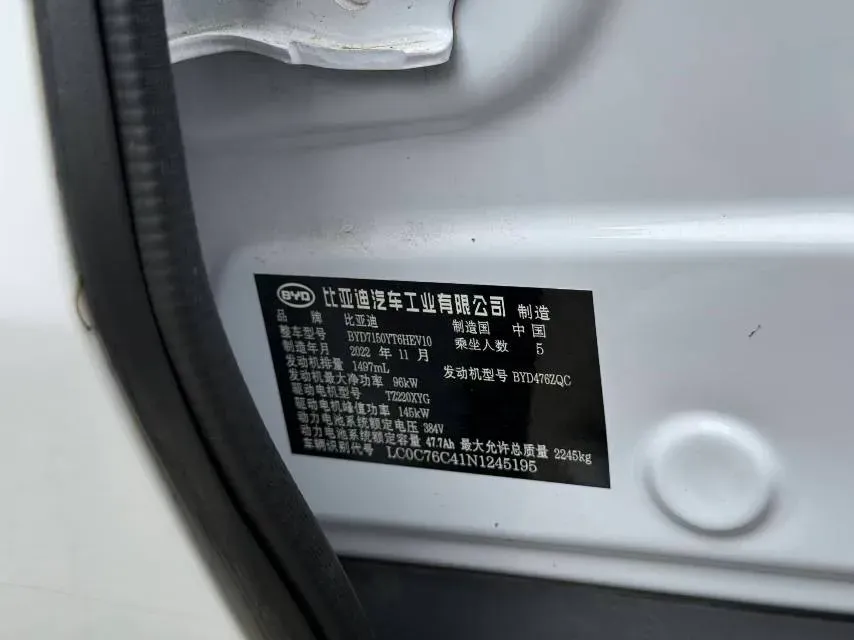 BYD 比亚迪汽车工业有限公司 制造
品 牌 比亚迪 制造国 中国
整车型号 BYD7150YT6HEV10 乘坐人数 5
制造年月 2022 年 11 月
发动机排量 1497mL 发动机型号 BYD476ZQC
发动机最大净功率 96kW
驱动电机型号 TZ220XYG
驱动电机峰值功率 145kW
动力电池系统额定电压 384V
动力电池系统额定容量 47.7Ah 最大允许总质量 2245kg
车辆识别代号 LC0C76C41N1245195